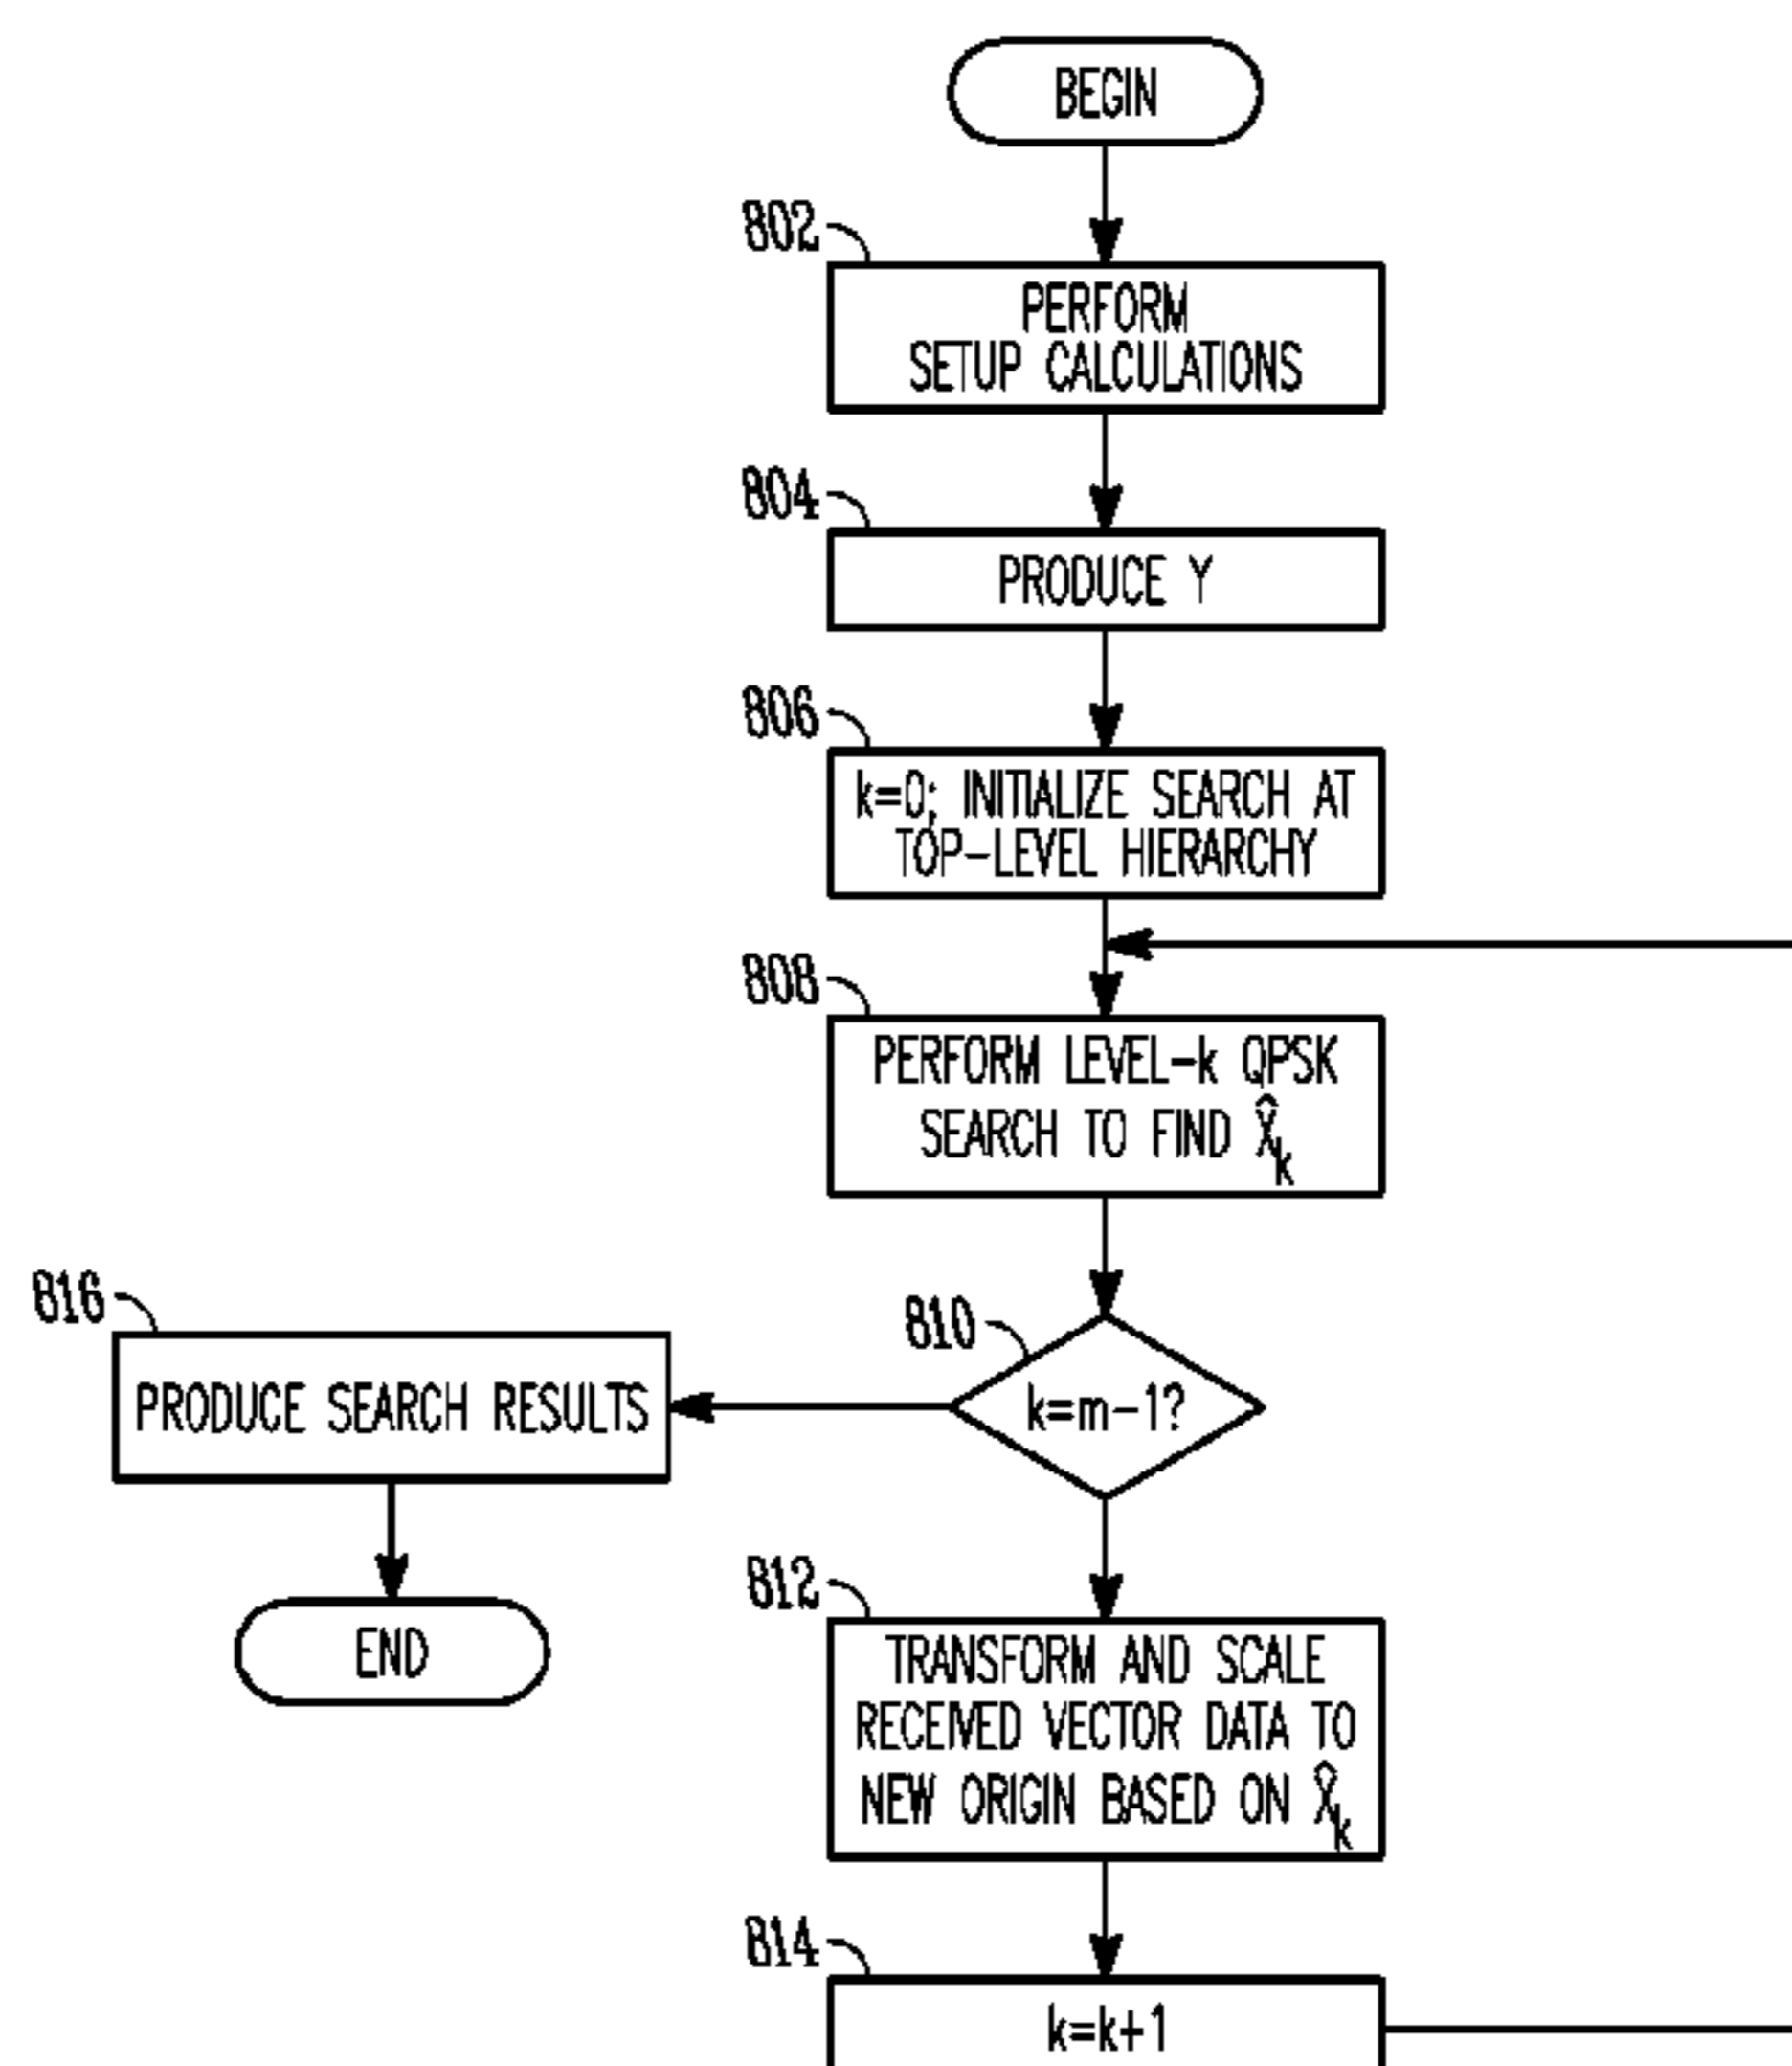 BEGIN
802
PERFORM
SETUP CALCULATIONS
804
PRODUCE Y
806
k=0; INITIALIZE SEARCH AT
TOP-LEVEL HIERARCHY
808
PERFORM LEVEL-k QPSK
SEARCH TO FIND X̂k
810
k=m-1?
816
PRODUCE SEARCH RESULTS
END
812
TRANSFORM AND SCALE
RECEIVED VECTOR DATA TO
NEW ORIGIN BASED ON X̂k
814
k=k+1